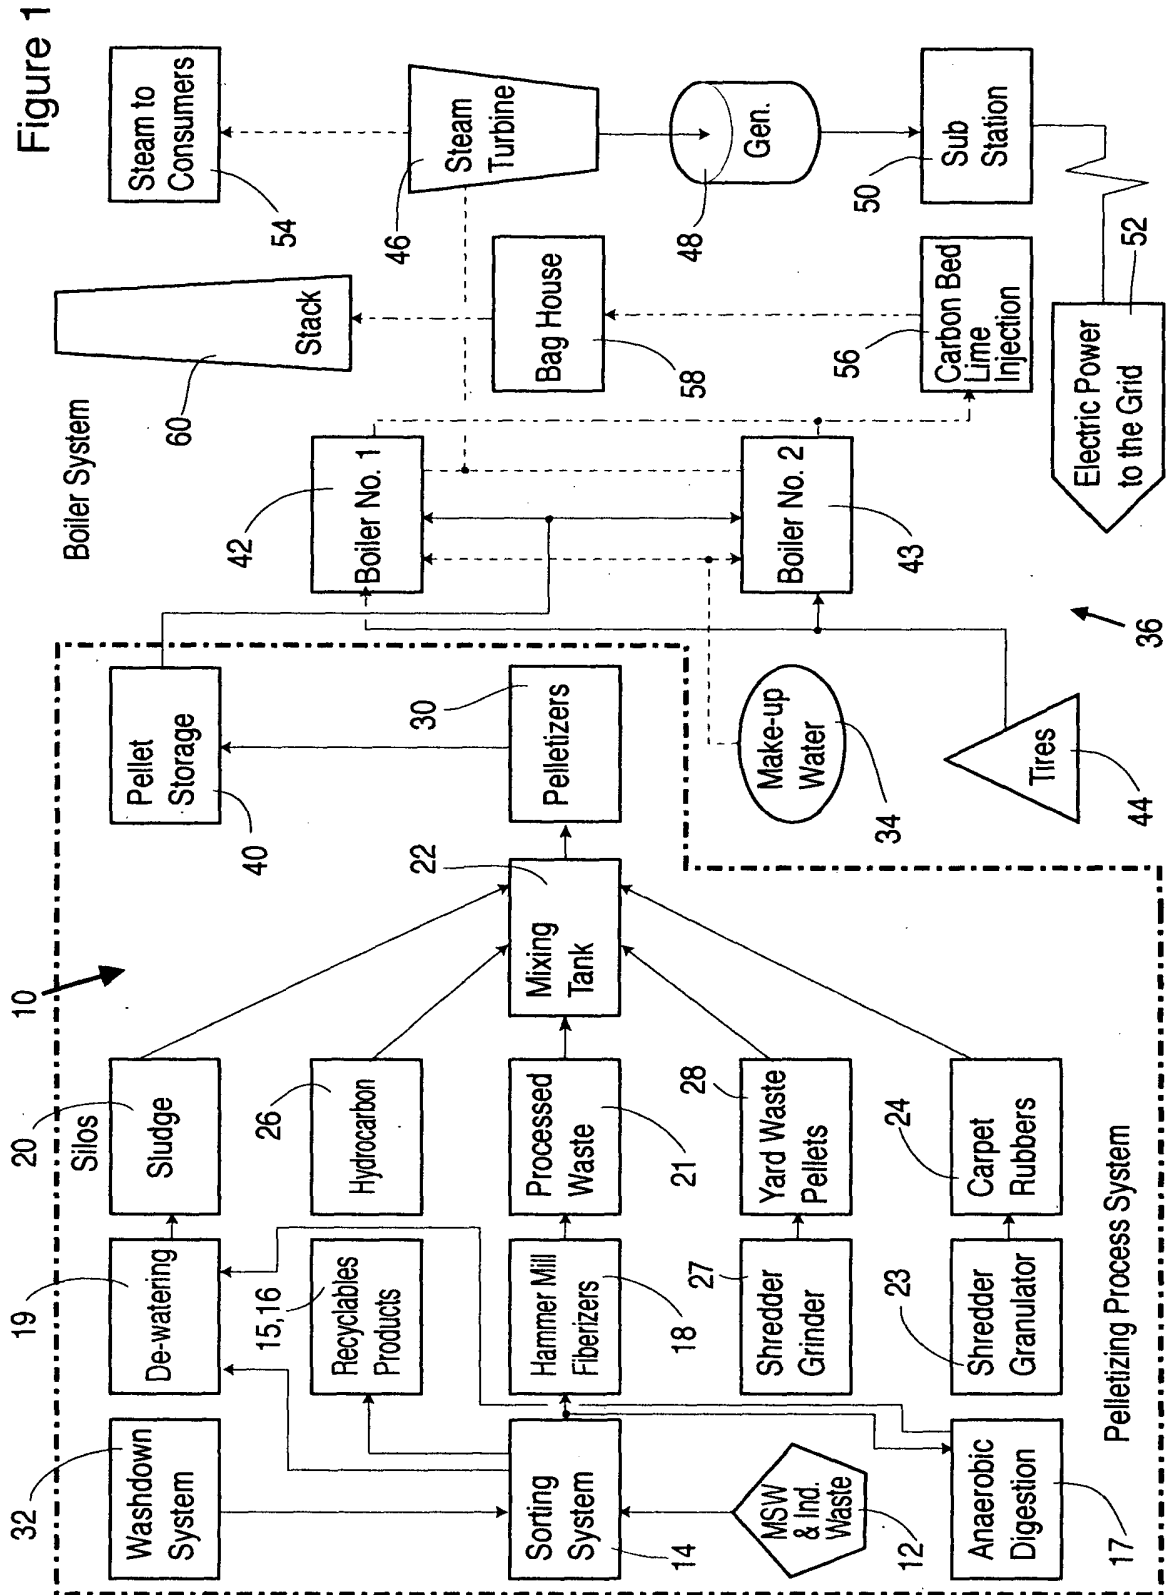 Figure 1
10
32
Washdown
System
19
De-watering
20
Silos
Sludge
40
Pellet
Storage
Boiler System
60
Stack
54
Steam to
Consumers
15,16
Recyclables
Products
26
Hydrocarbon
42
Boiler No. 1
46
Steam
Turbine
14
Sorting
System
18
Hammer Mill
Fiberizers
21
Processed
Waste
22
Mixing
Tank
30
Pelletizers
58
Bag House
48
Gen.
12
MSW
& Ind.
Waste
27
Shredder
Grinder
28
Yard Waste
Pellets
34
Make-up
Water
43
Boiler No. 2
56
Carbon Bed
Lime
Injection
50
Sub
Station
17
Anaerobic
Digestion
23
Shredder
Granulator
24
Carpet
Rubbers
44
Tires
36
52
Electric Power
to the Grid
Pelletizing Process System